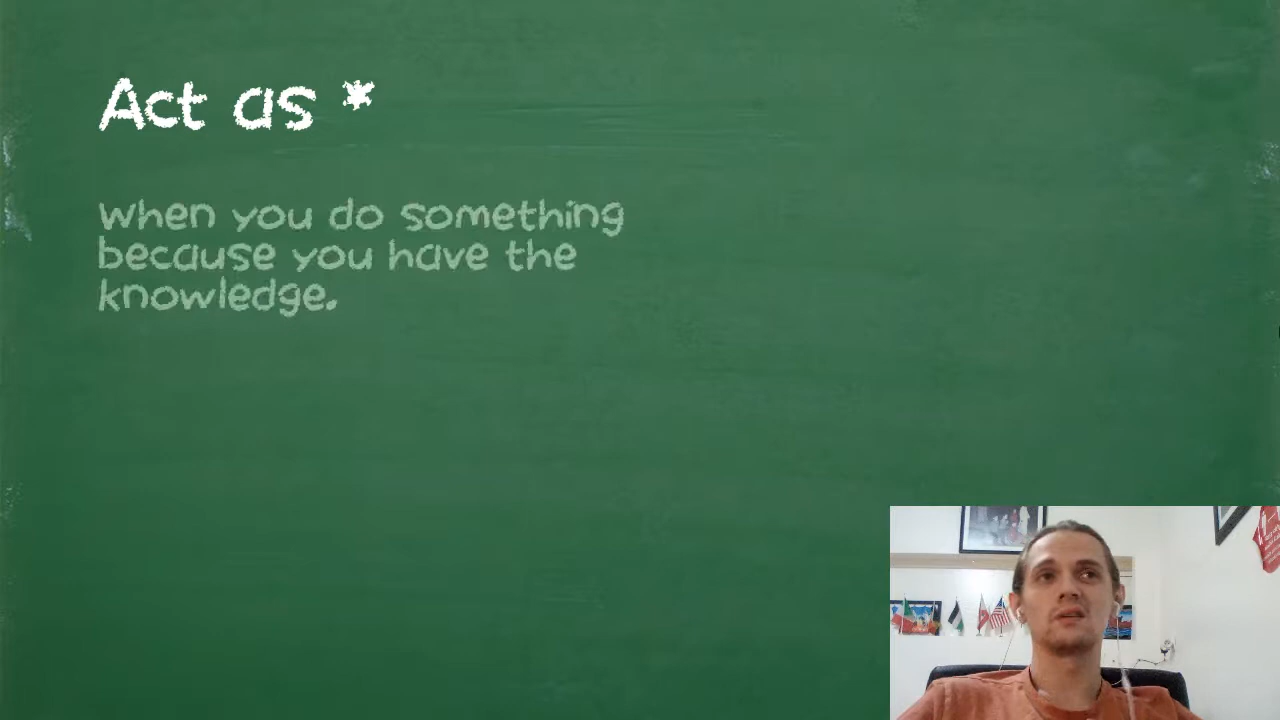 Act as *
When you do something
because you have the
knowledge.